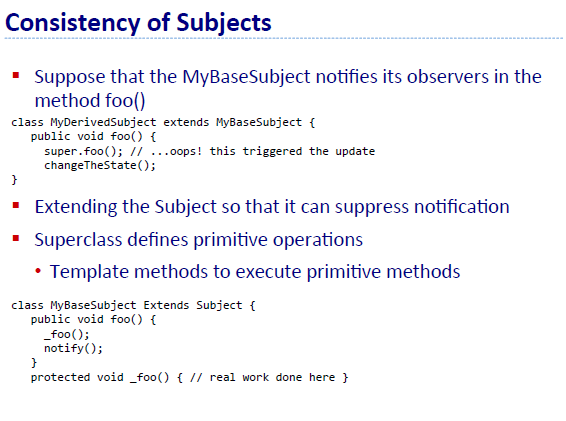 Consistency of Subjects
▪ Suppose that the MyBaseSubject notifies its observers in the
method foo()
class MyDerivedSubject extends MyBaseSubject {
public void foo() {
super.foo(); // ...oops! this triggered the update
changeTheState();
}
▪ Extending the Subject so that it can suppress notification
▪ Superclass defines primitive operations
• Template methods to execute primitive methods
class MyBaseSubject Extends Subject {
public void foo() {
_foo();
notify();
}
protected void _foo() { // real work done here }